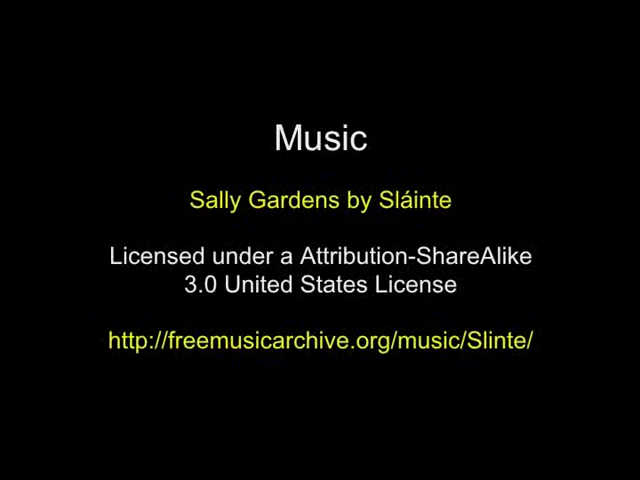 Music
Sally Gardens by Sláinte
Licensed under a Attribution-ShareAlike
3.0 United States License
http://freemusicarchive.org/music/Slinte/